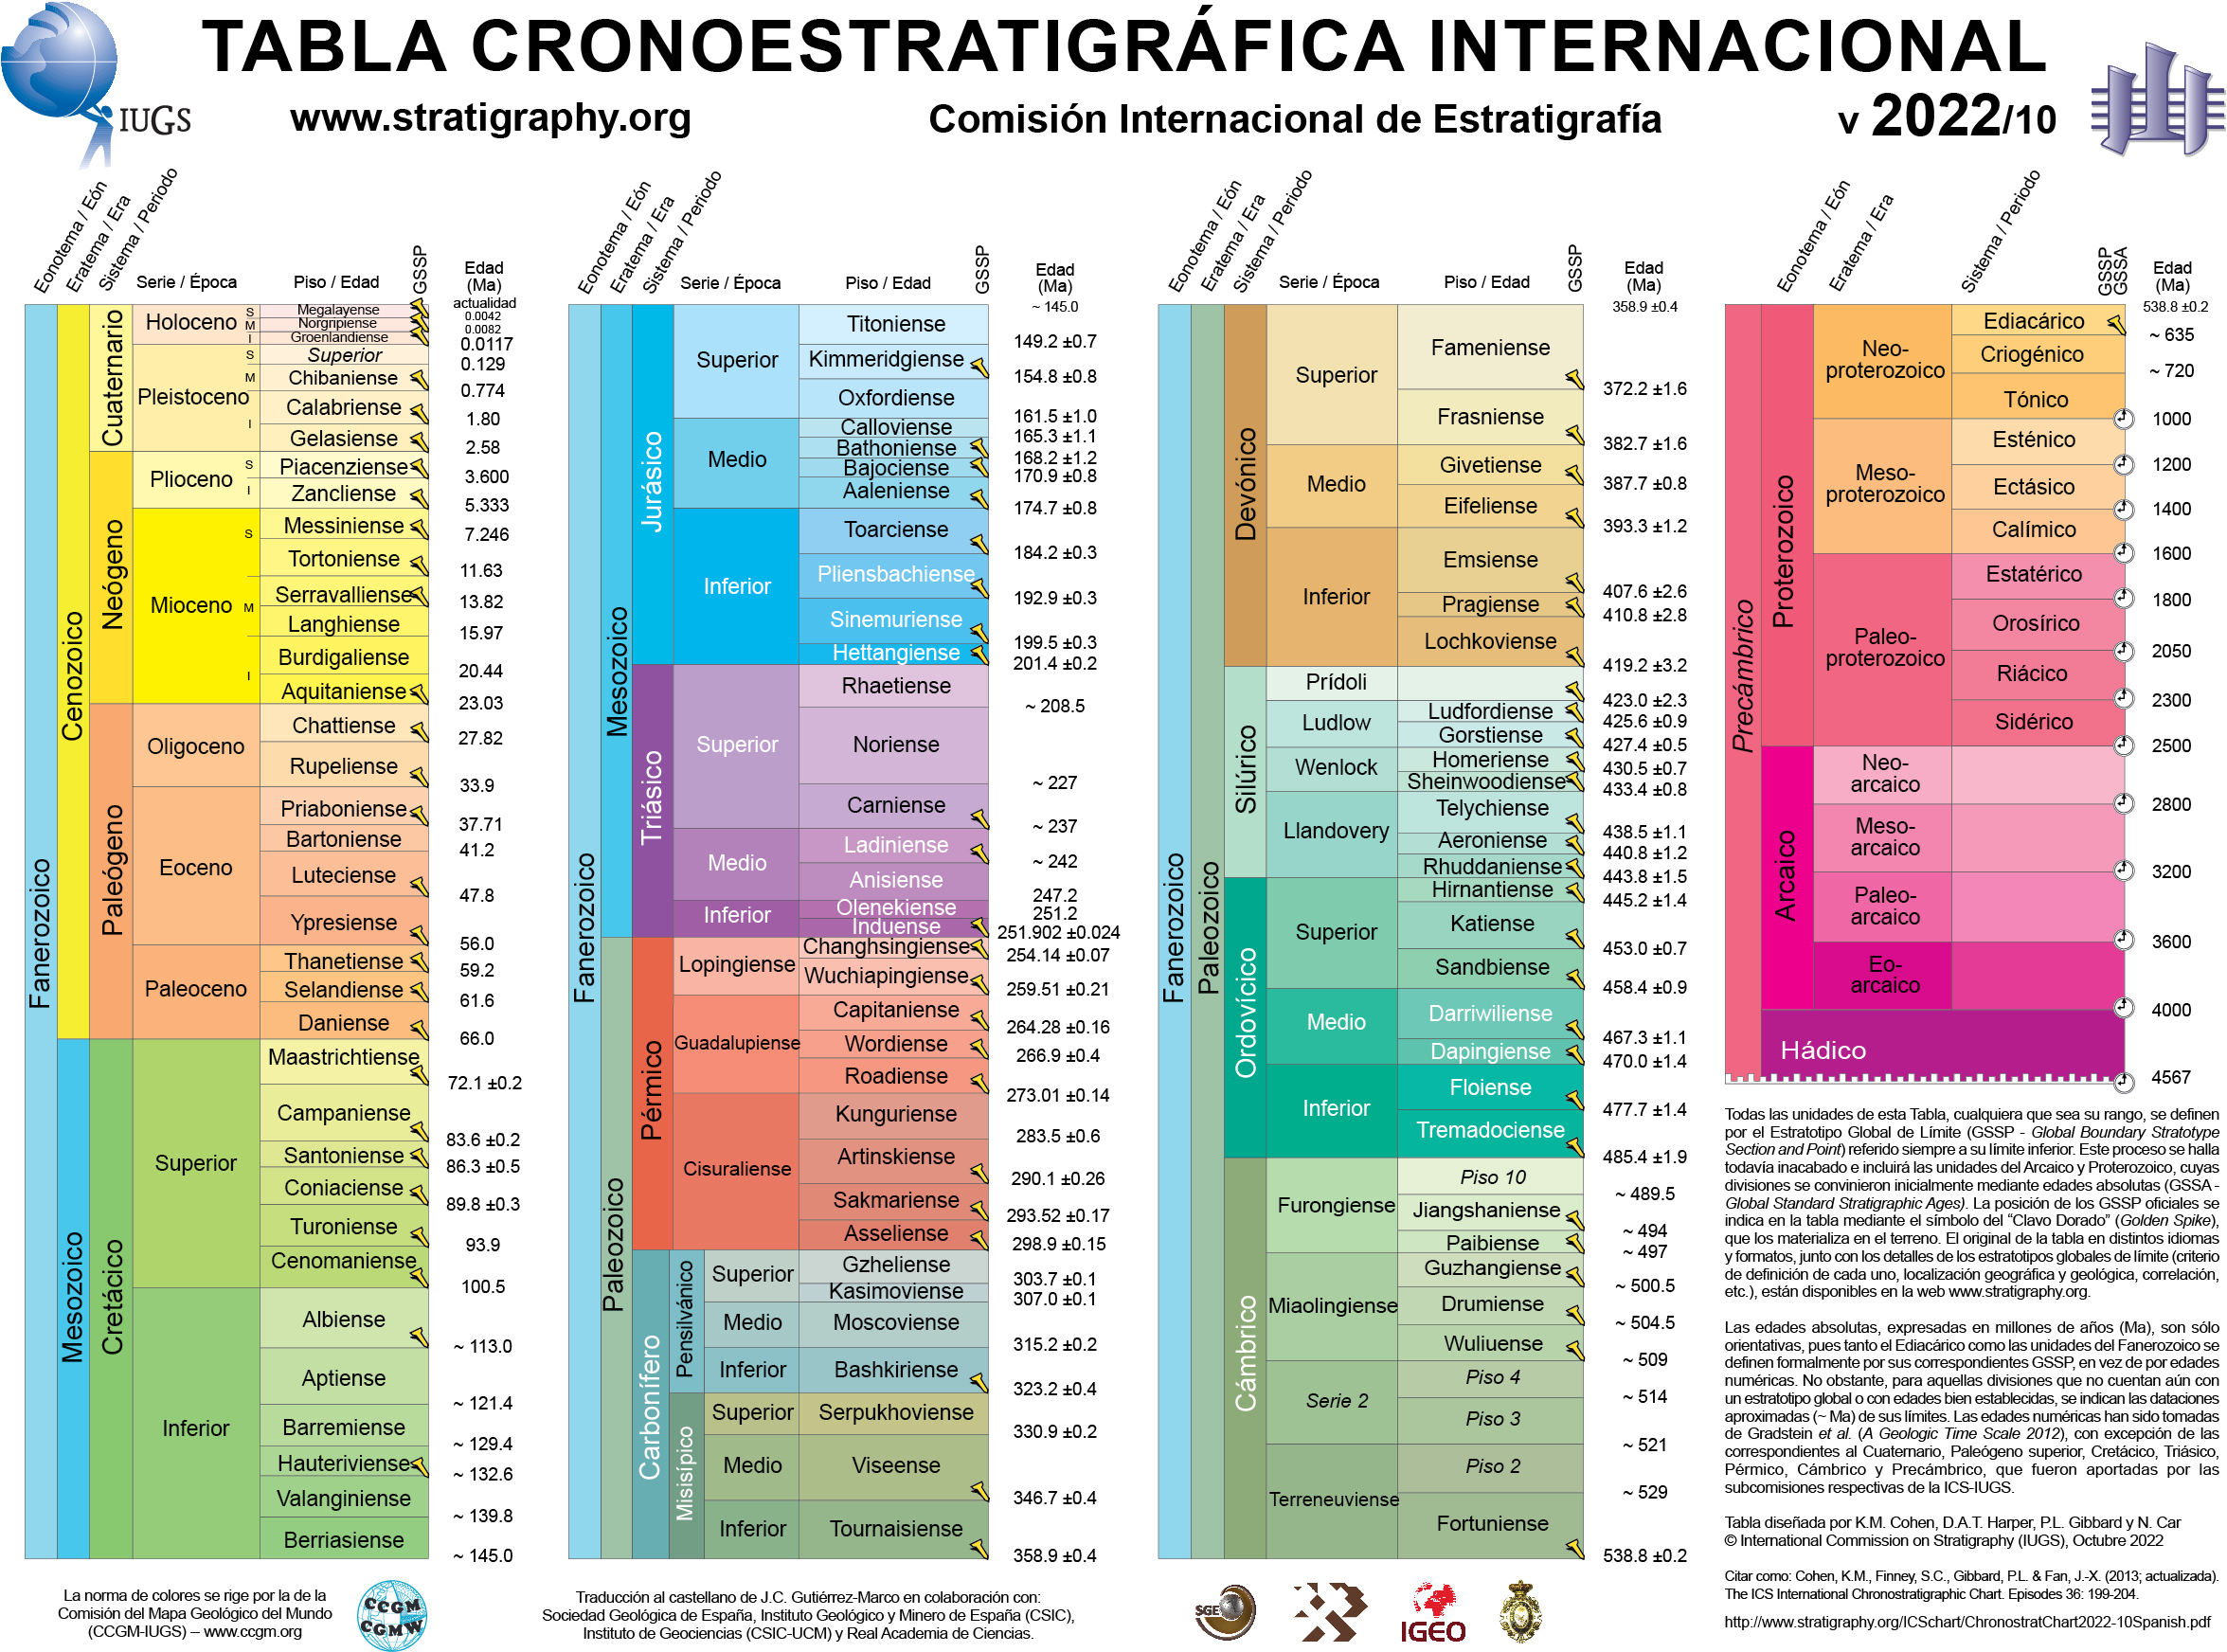 TABLA CRONOESTRATIGRÁFICA INTERNACIONAL
IUGS
www.stratigraphy.org
Comisión Internacional de Estratigrafía
v 2022/10
Eonotema / Eón
Eratema / Era
Sistema / Periodo
Serie / Época
Piso / Edad
GSSP
Edad
(Ma)
Fanerozoico
Cenozoico
Mesozoico
Cuaternario
Neógeno
Paleógeno
Cretácico
Holoceno
S
M
I
Pleistoceno
S
M
I
Plioceno
S
I
Mioceno
S
M
I
Oligoceno
Eoceno
Paleoceno
Superior
Inferior
actualidad
Megalayense
0.0042
Norgripiense
0.0082
Groenlandiense
0.0117
Superior
0.129
Chibaniense
0.774
Calabriense
1.80
Gelasiense
2.58
Piacenziense
3.600
Zancliense
5.333
Messiniense
7.246
Tortoniense
11.63
Serravalliense
13.82
Langhiense
15.97
Burdigaliense
20.44
Aquitaniense
23.03
Chattiense
27.82
Rupeliense
33.9
Priaboniense
37.71
Bartoniense
41.2
Luteciense
47.8
Ypresiense
56.0
Thanetiense
59.2
Selandiense
61.6
Daniense
66.0
Maastrichtiense
72.1 ±0.2
Campaniense
83.6 ±0.2
Santoniense
86.3 ±0.5
Coniaciense
89.8 ±0.3
Turoniense
93.9
Cenomaniense
100.5
Albiense
~ 113.0
Aptiense
~ 121.4
Barremiense
~ 129.4
Hauteriviense
~ 132.6
Valanginiense
~ 139.8
Berriasiense
~ 145.0
Eonotema / Eón
Eratema / Era
Sistema / Periodo
Serie / Época
Piso / Edad
GSSP
Edad
(Ma)
Fanerozoico
Mesozoico
Paleozoico
Jurásico
Triásico
Pérmico
Carbonífero
Pensilvánico
Misisípico
Superior
Medio
Inferior
Superior
Medio
Inferior
Lopingiense
Guadalupiense
Cisuraliense
Superior
Medio
Inferior
Superior
Medio
Inferior
~ 145.0
Titoniense
149.2 ±0.7
Kimmeridgiense
154.8 ±0.8
Oxfordiense
161.5 ±1.0
Calloviense
165.3 ±1.1
Bathoniense
168.2 ±1.2
Bajociense
170.9 ±0.8
Aaleniense
174.7 ±0.8
Toarciense
184.2 ±0.3
Pliensbachiense
192.9 ±0.3
Sinemuriense
199.5 ±0.3
Hettangiense
201.4 ±0.2
Rhaetiense
~ 208.5
Noriense
~ 227
Carniense
~ 237
Ladiniense
~ 242
Anisiense
247.2
Olenekiense
251.2
Induense
251.902 ±0.024
Changhsingiense
254.14 ±0.07
Wuchiapingiense
259.51 ±0.21
Capitaniense
264.28 ±0.16
Wordiense
266.9 ±0.4
Roadiense
273.01 ±0.14
Kunguriense
283.5 ±0.6
Artinskiense
290.1 ±0.26
Sakmariense
293.52 ±0.17
Asseliense
298.9 ±0.15
Gzheliense
303.7 ±0.1
Kasimoviense
307.0 ±0.1
Moscoviense
315.2 ±0.2
Bashkiriense
323.2 ±0.4
Serpukhoviense
330.9 ±0.2
Viseense
346.7 ±0.4
Tournaisiense
358.9 ±0.4
Eonotema / Eón
Eratema / Era
Sistema / Periodo
Serie / Época
Piso / Edad
GSSP
Edad
(Ma)
Fanerozoico
Paleozoico
Devónico
Silúrico
Ordovícico
Cámbrico
Superior
Medio
Inferior
Prídoli
Ludlow
Wenlock
Llandovery
Superior
Medio
Inferior
Furongiense
Miaolingiense
Serie 2
Terreneuviense
358.9 ±0.4
Fameniense
372.2 ±1.6
Frasniense
382.7 ±1.6
Givetiense
387.7 ±0.8
Eifeliense
393.3 ±1.2
Emsiense
407.6 ±2.6
Pragiense
410.8 ±2.8
Lochkoviense
419.2 ±3.2
423.0 ±2.3
Ludfordiense
425.6 ±0.9
Gorstiense
427.4 ±0.5
Homeriense
430.5 ±0.7
Sheinwoodiense
433.4 ±0.8
Telychiense
438.5 ±1.1
Aeroniense
440.8 ±1.2
Rhuddaniense
443.8 ±1.5
Hirnantiense
445.2 ±1.4
Katiense
453.0 ±0.7
Sandbiense
458.4 ±0.9
Darriwiliense
467.3 ±1.1
Dapingiense
470.0 ±1.4
Floiense
477.7 ±1.4
Tremadociense
485.4 ±1.9
Piso 10
~ 489.5
Jiangshaniense
~ 494
Paibiense
~ 497
Guzhangiense
~ 500.5
Drumiense
~ 504.5
Wuliuense
~ 509
Piso 4
~ 514
Piso 3
~ 521
Piso 2
~ 529
Fortuniense
538.8 ±0.2
Eonotema / Eón
Eratema / Era
Sistema / Periodo
GSSP
GSSA
Edad
(Ma)
Precámbrico
Proterozoico
Arcaico
Hádico
Neo-
proterozoico
Meso-
proterozoico
Paleo-
proterozoico
Neo-
arcaico
Meso-
arcaico
Paleo-
arcaico
Eo-
arcaico
538.8 ±0.2
Ediacárico
~ 635
Criogénico
~ 720
Tónico
1000
Esténico
1200
Ectásico
1400
Calímico
1600
Estatérico
1800
Orosírico
2050
Riácico
2300
Sidérico
2500
2800
3200
3600
4000
4567
Todas las unidades de esta Tabla, cualquiera que sea su rango, se definen
por el Estratotipo Global de Límite (GSSP - Global Boundary Stratotype
Section and Point) referido siempre a su límite inferior. Este proceso se halla
todavía inacabado e incluirá las unidades del Arcaico y Proterozoico, cuyas
divisiones se convinieron inicialmente mediante edades absolutas (GSSA -
Global Standard Stratigraphic Ages). La posición de los GSSP oficiales se
indica en la tabla mediante el símbolo del “Clavo Dorado” (Golden Spike),
que los materializa en el terreno. El original de la tabla en distintos idiomas
y formatos, junto con los detalles de los estratotipos globales de límite (criterio
de definición de cada uno, localización geográfica y geológica, correlación,
etc.), están disponibles en la web www.stratigraphy.org.
Las edades absolutas, expresadas en millones de años (Ma), son sólo
orientativas, pues tanto el Ediacárico como las unidades del Fanerozoico se
definen formalmente por sus correspondientes GSSP, en vez de por edades
numéricas. No obstante, para aquellas divisiones que no cuentan aún con
un estratotipo global o con edades bien establecidas, se indican las dataciones
aproximadas (~ Ma) de sus límites. Las edades numéricas han sido tomadas
de Gradstein et al. (A Geologic Time Scale 2012), con excepción de las
correspondientes al Cuaternario, Paleógeno superior, Cretácico, Triásico,
Pérmico, Cámbrico y Precámbrico, que fueron aportadas por las
subcomisiones respectivas de la ICS-IUGS.
Tabla diseñada por K.M. Cohen, D.A.T. Harper, P.L. Gibbard y N. Car
© International Commission on Stratigraphy (IUGS), Octubre 2022
Citar como: Cohen, K.M., Finney, S.C., Gibbard, P.L. & Fan, J.-X. (2013; actualizada).
The ICS International Chronostratigraphic Chart. Episodes 36: 199-204.
http://www.stratigraphy.org/ICSchart/ChronostratChart2022-10Spanish.pdf
La norma de colores se rige por la de la
Comisión del Mapa Geológico del Mundo
(CCGM-IUGS) – www.ccgm.org
CCGM
CGMW
Traducción al castellano de J.C. Gutiérrez-Marco en colaboración con:
Sociedad Geológica de España, Instituto Geológico y Minero de España (CSIC),
Instituto de Geociencias (CSIC-UCM) y Real Academia de Ciencias.
SGE
IGEO